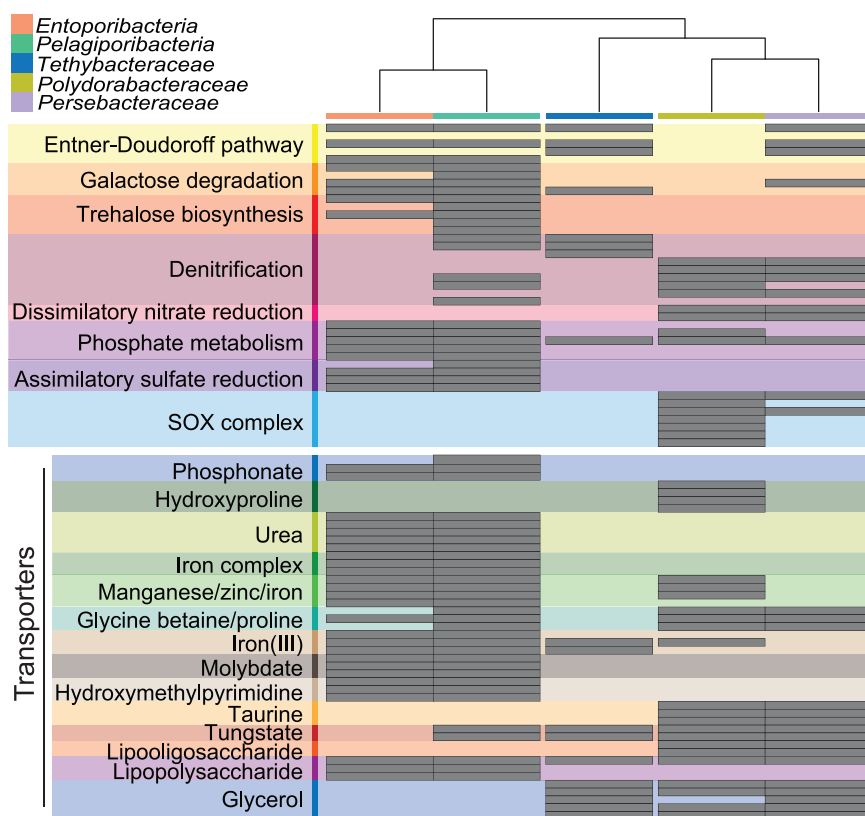 Entoporibacteria
Pelagiporibacteria
Tethybacteraceae
Polydorabacteraceae
Persebacteraceae
Entner-Doudoroff pathway
Galactose degradation
Trehalose biosynthesis
Denitrification
Dissimilatory nitrate reduction
Phosphate metabolism
Assimilatory sulfate reduction
SOX complex
Transporters
Phosphonate
Hydroxyproline
Urea
Iron complex
Manganese/zinc/iron
Glycine betaine/proline
Iron(III)
Molybdate
Hydroxymethylpyrimidine
Taurine
Tungstate
Lipooligosaccharide
Lipopolysaccharide
Glycerol